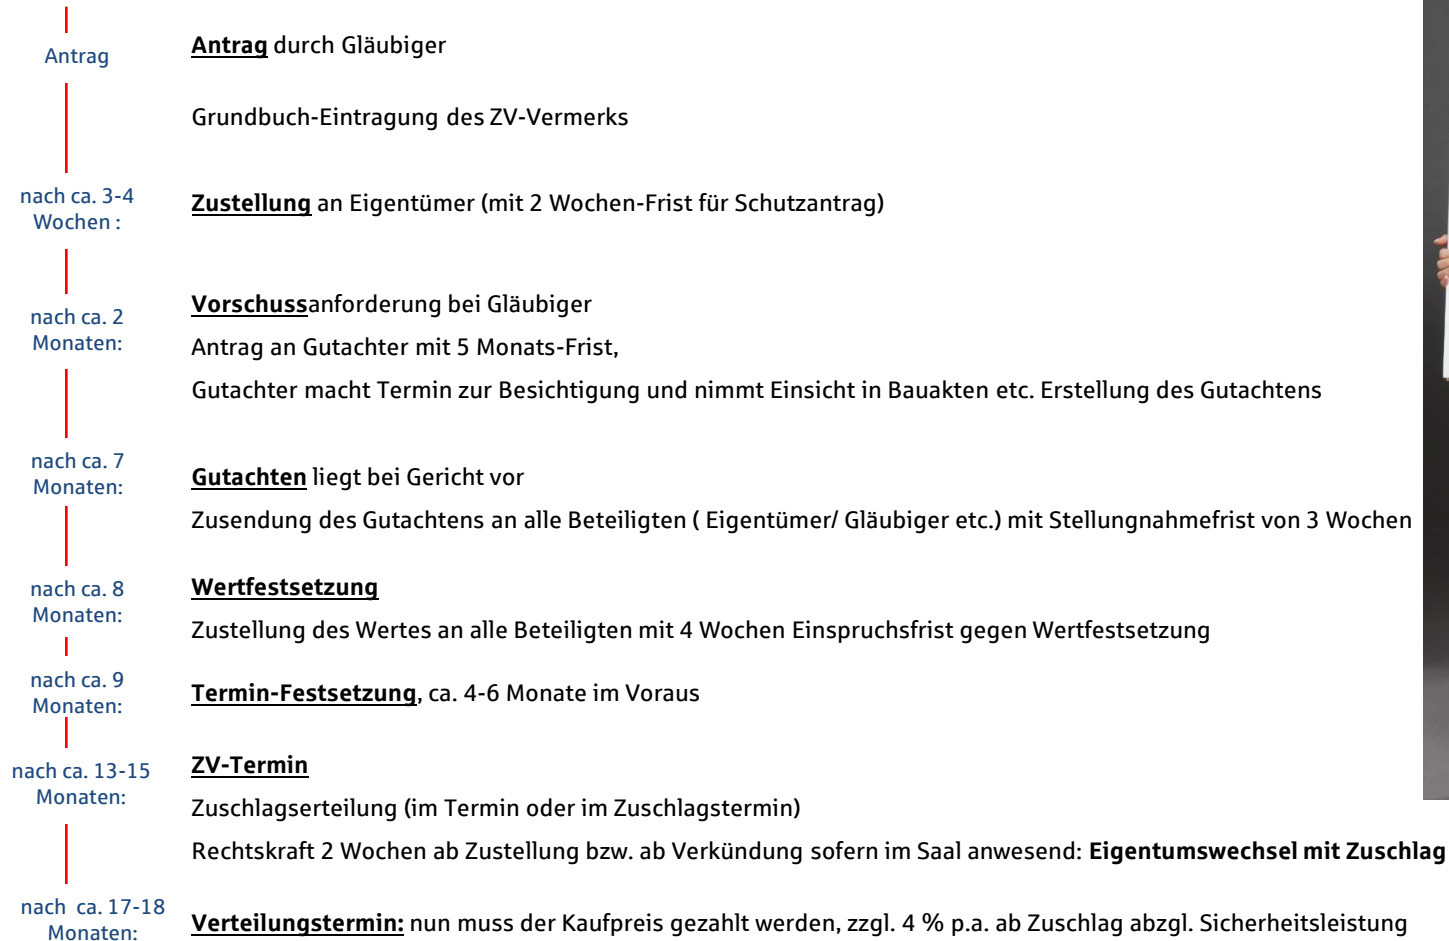 Antrag
Antrag durch Gläubiger
Grundbuch-Eintragung des ZV-Vermerks
nach ca. 3-4
Wochen :
Zustellung an Eigentümer (mit 2 Wochen-Frist für Schutzantrag)
nach ca. 2
Monaten:
Vorschussanforderung bei Gläubiger
Antrag an Gutachter mit 5 Monats-Frist,
Gutachter macht Termin zur Besichtigung und nimmt Einsicht in Bauakten etc. Erstellung des Gutachtens
nach ca. 7
Monaten:
Gutachten liegt bei Gericht vor
Zusendung des Gutachtens an alle Beteiligten ( Eigentümer/ Gläubiger etc.) mit Stellungnahmefrist von 3 Wochen
nach ca. 8
Monaten:
Wertfestsetzung
Zustellung des Wertes an alle Beteiligten mit 4 Wochen Einspruchsfrist gegen Wertfestsetzung
nach ca. 9
Monaten:
Termin-Festsetzung, ca. 4-6 Monate im Voraus
nach ca. 13-15
Monaten:
ZV-Termin
Zuschlagserteilung (im Termin oder im Zuschlagstermin)
Rechtskraft 2 Wochen ab Zustellung bzw. ab Verkündung sofern im Saal anwesend: Eigentumswechsel mit Zuschlag
nach ca. 17-18
Monaten:
Verteilungstermin: nun muss der Kaufpreis gezahlt werden, zzgl. 4 % p.a. ab Zuschlag abzgl. Sicherheitsleistung